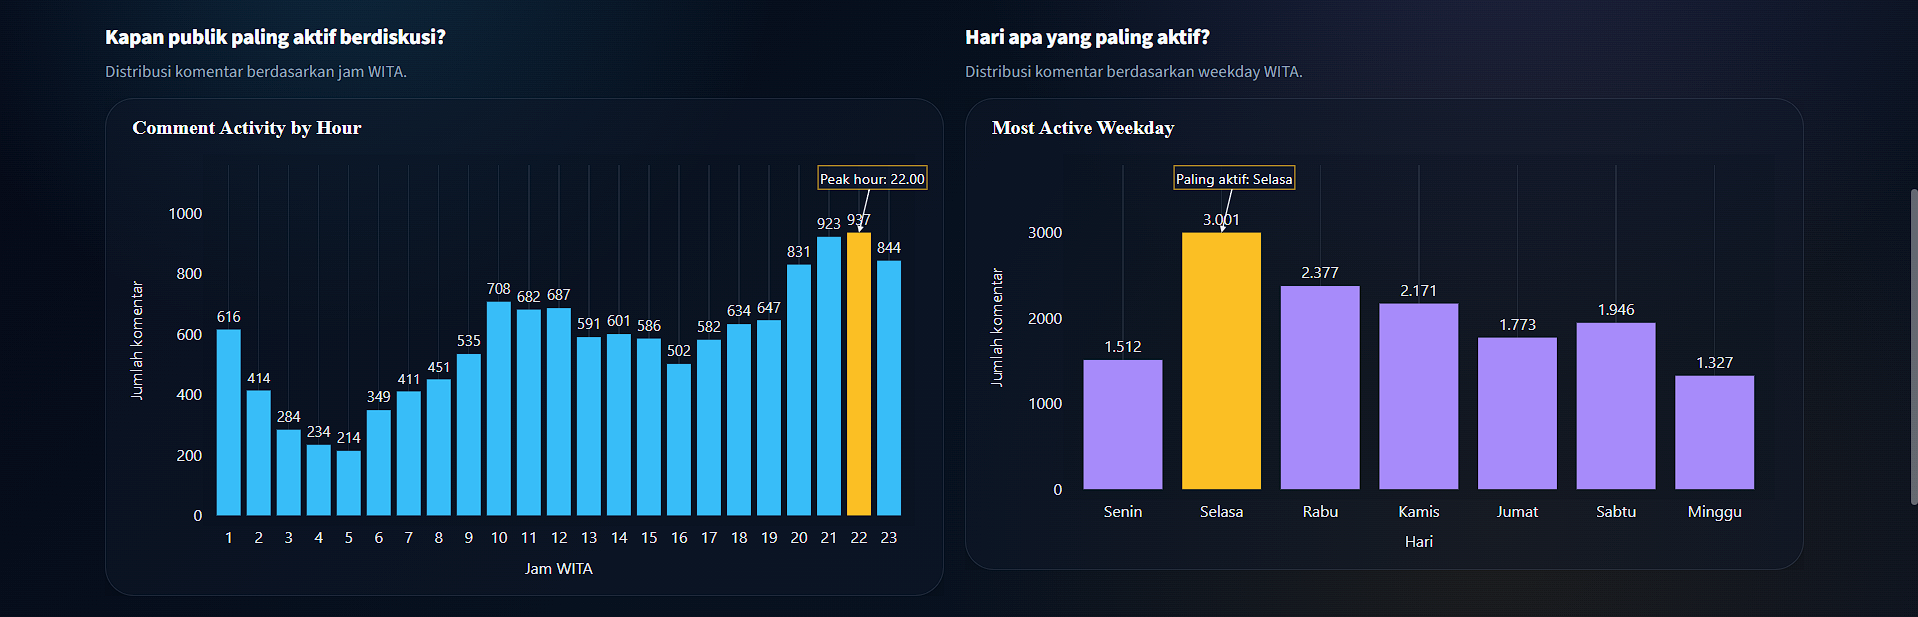 Kapan publik paling aktif berdiskusi?
Distribusi komentar berdasarkan jam WITA.
Comment Activity by Hour
Peak hour: 22.00
1000
800
600
400
200
0
Jumlah komentar
616
414
284
234
214
349
411
451
535
708
682
687
591
601
586
502
582
634
647
831
923
937
844
1 2 3 4 5 6 7 8 9 10 11 12 13 14 15 16 17 18 19 20 21 22 23
Jam WITA
Hari apa yang paling aktif?
Distribusi komentar berdasarkan weekday WITA.
Most Active Weekday
Paling aktif: Selasa
3000
2000
1000
0
Jumlah komentar
1.512
3.001
2.377
2.171
1.773
1.946
1.327
Senin Selasa Rabu Kamis Jumat Sabtu Minggu
Hari